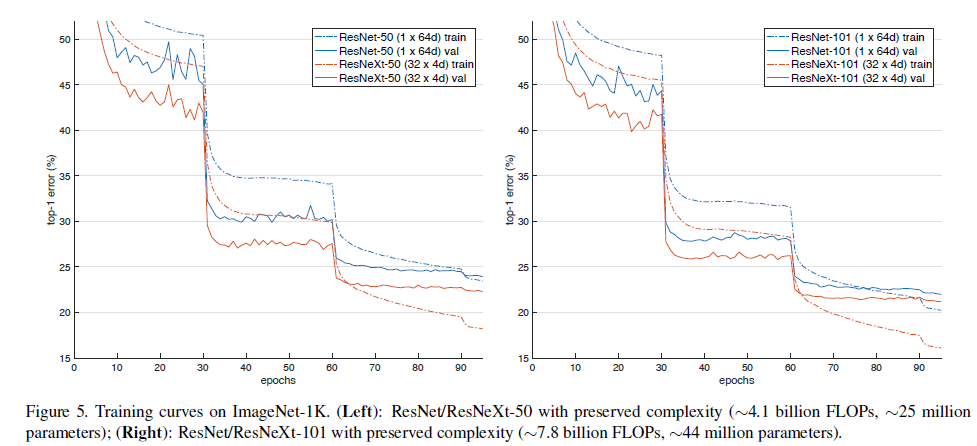 50
45
40
35
30
25
20
15
top-1 error (%)
0 10 20 30 40 50 60 70 80 90
epochs
ResNet-50 (1 x 64d) train
ResNet-50 (1 x 64d) val
ResNeXt-50 (32 x 4d) train
ResNeXt-50 (32 x 4d) val
50
45
40
35
30
25
20
15
top-1 error (%)
0 10 20 30 40 50 60 70 80 90
epochs
ResNet-101 (1 x 64d) train
ResNet-101 (1 x 64d) val
ResNeXt-101 (32 x 4d) train
ResNeXt-101 (32 x 4d) val
Figure 5. Training curves on ImageNet-1K. (Left): ResNet/ResNeXt-50 with preserved complexity (∼4.1 billion FLOPs, ∼25 million
parameters); (Right): ResNet/ResNeXt-101 with preserved complexity (∼7.8 billion FLOPs, ∼44 million parameters).